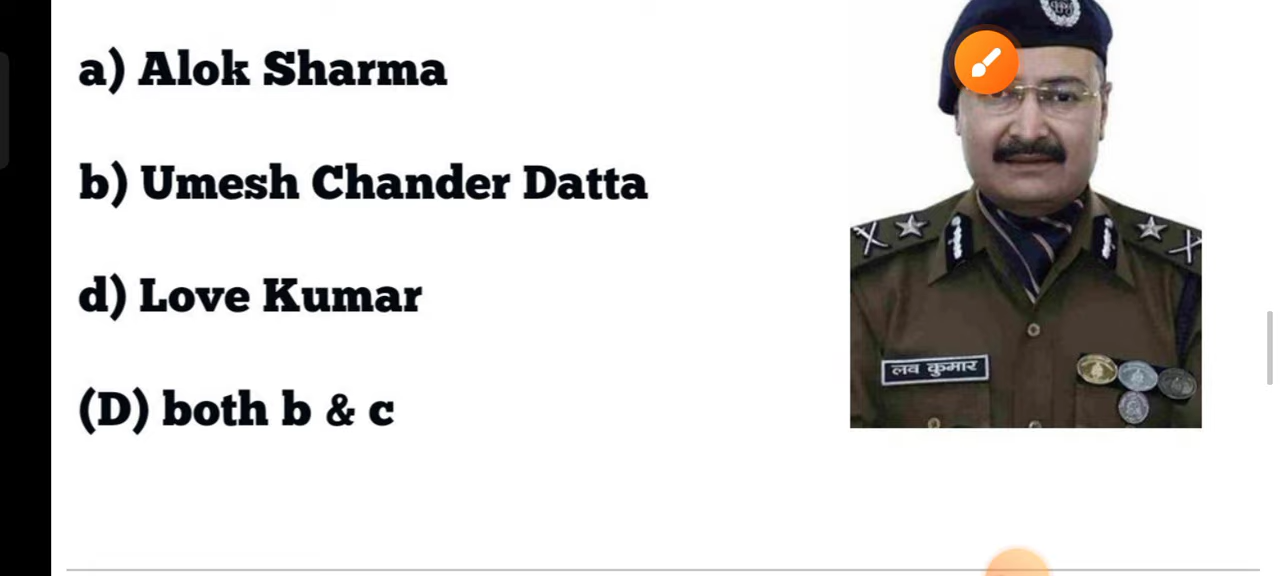 a) Alok Sharma
b) Umesh Chander Datta
d) Love Kumar
(D) both b & c
लव कुमार